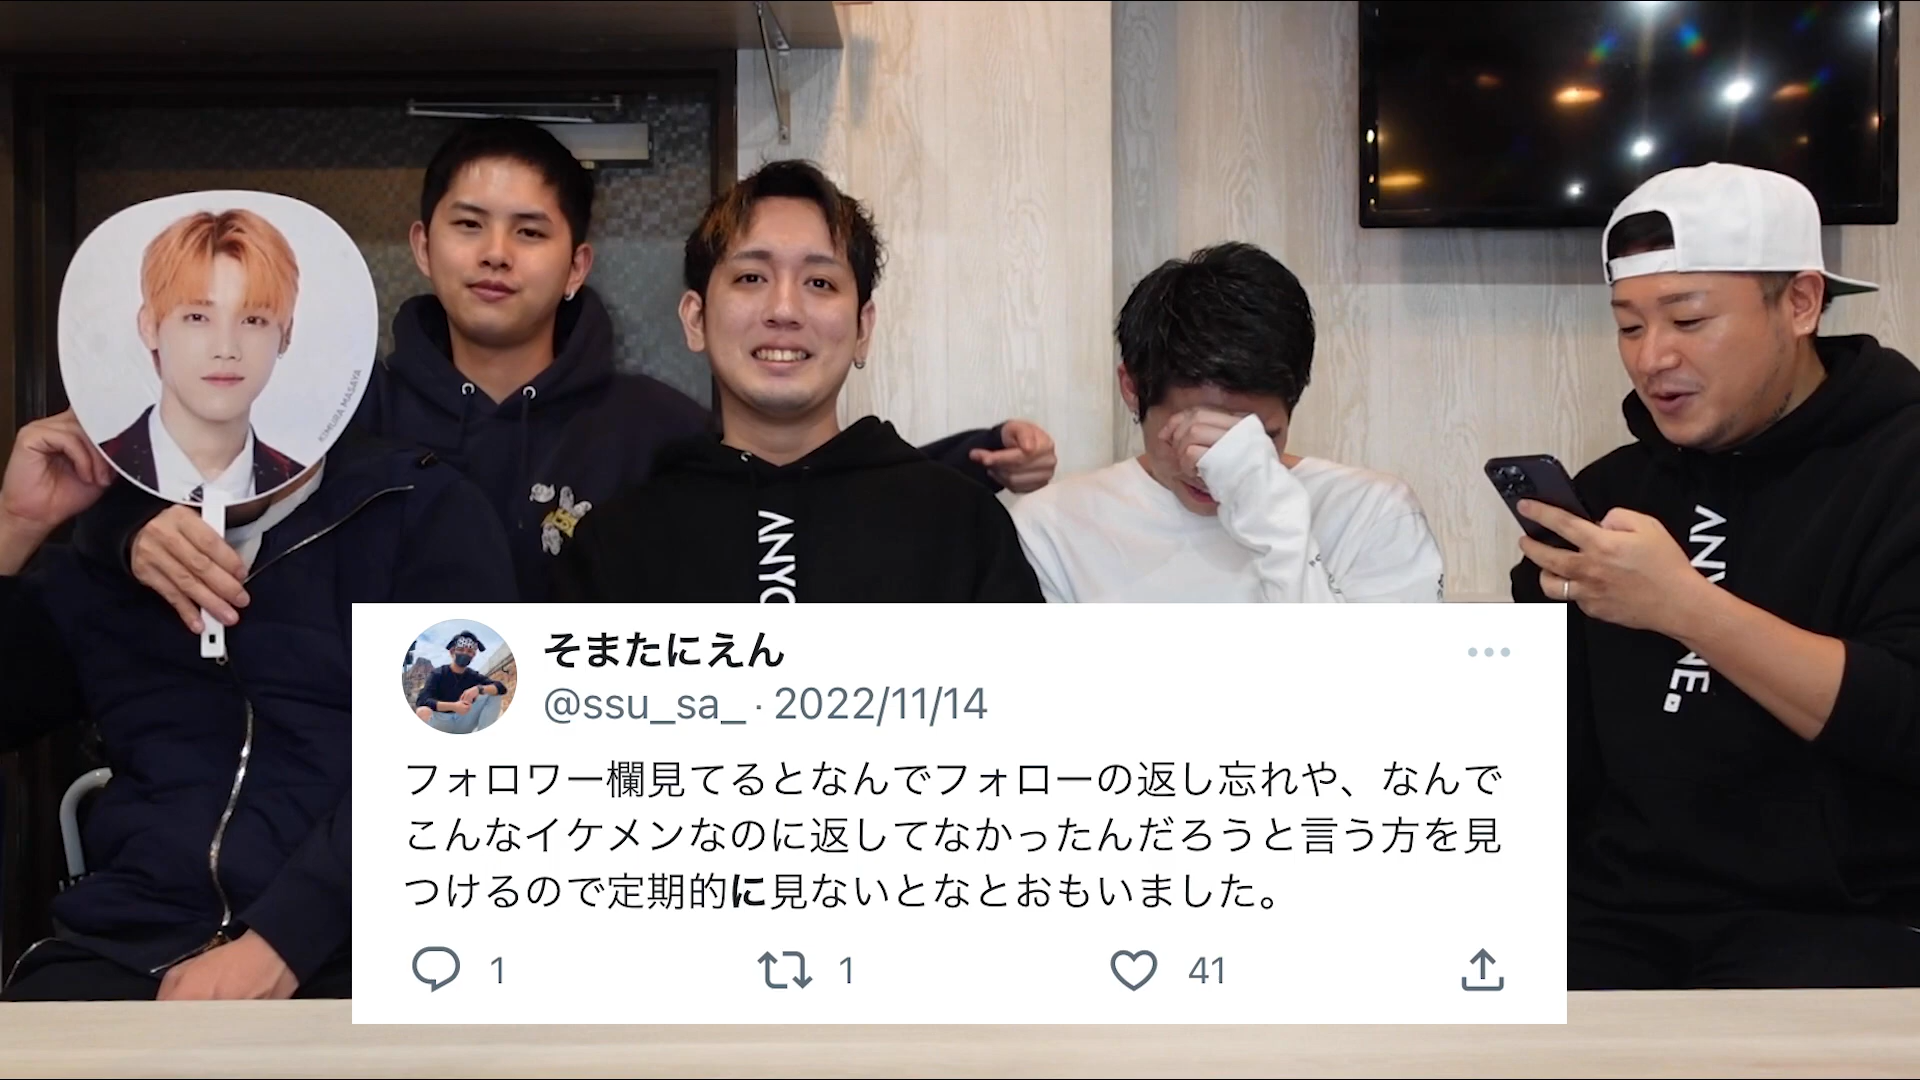 KIMURA MASAYA
ANYO
ANY
NE.
そまたにえん
@ssu_sa_· 2022/11/14
フォロワー欄見てるとなんでフォローの返し忘れや、なんで
こんなイケメンなのに返してなかったんだろうと言う方を見
つけるので定期的に見ないとなとおもいました。
1
1
41